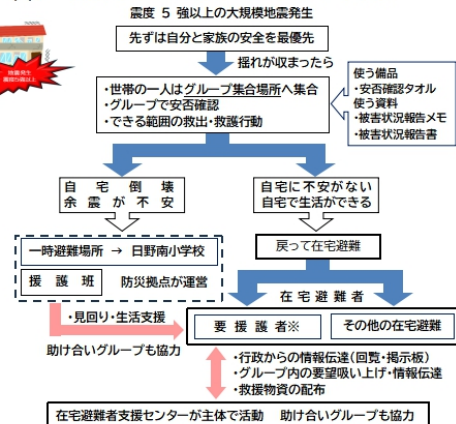 震度 5 強以上の大規模地震発生
先ずは自分と家族の安全を最優先
揺れが収まったら
・世帯の一人はグループ集合場所へ集合
・グループで安否確認
・できる範囲の救出・救護行動
使う備品
・安否確認タオル
使う資料
・被害状況報告メモ
・被害状況報告書
自宅倒壊
余震が不安
自宅に不安がない
自宅で生活ができる
一時避難場所 → 日野南小学校
援護班 防災拠点が運営
戻って在宅避難
在宅避難者
・見回り・生活支援
助け合いグループも協力
要援護者※
その他の在宅避難
・行政からの情報伝達(回覧・掲示板)
・グループ内の要望吸い上げ・情報伝達
・救援物資の配布
在宅避難者支援センターが主体で活動 助け合いグループも協力